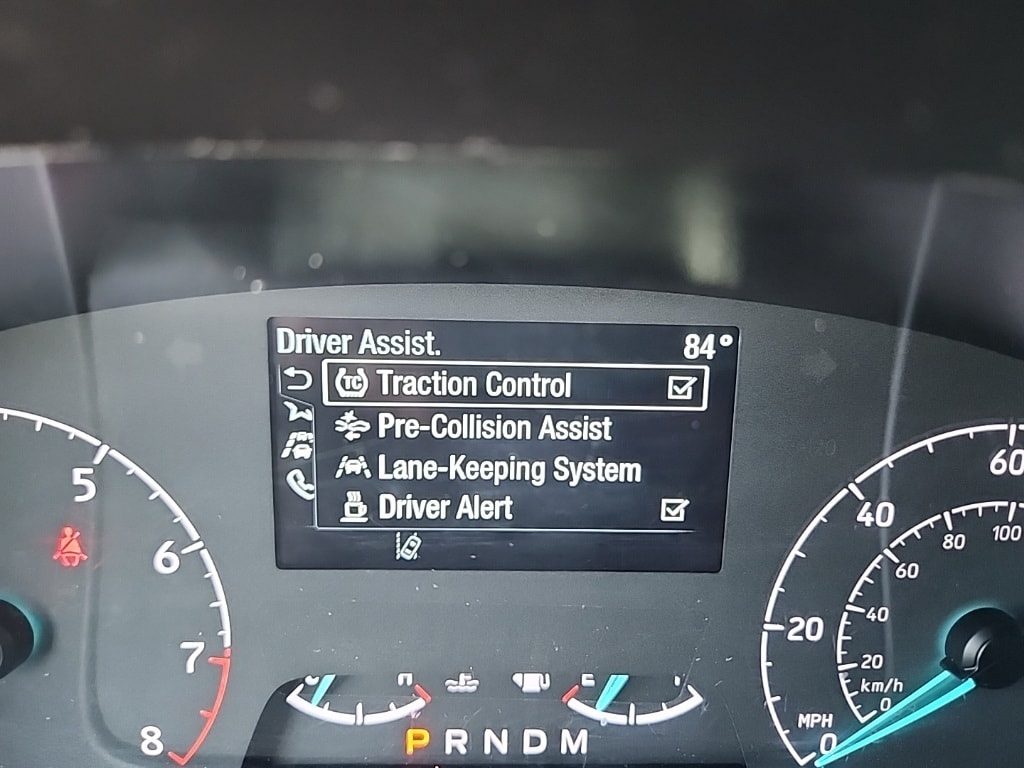 Driver Assist. 84°
TC Traction Control
Pre-Collision Assist
Lane-Keeping System
Driver Alert
5
6
7
8
60
40
20
MPH 0
100
80
60
40
20
km/h
0
P R N D M